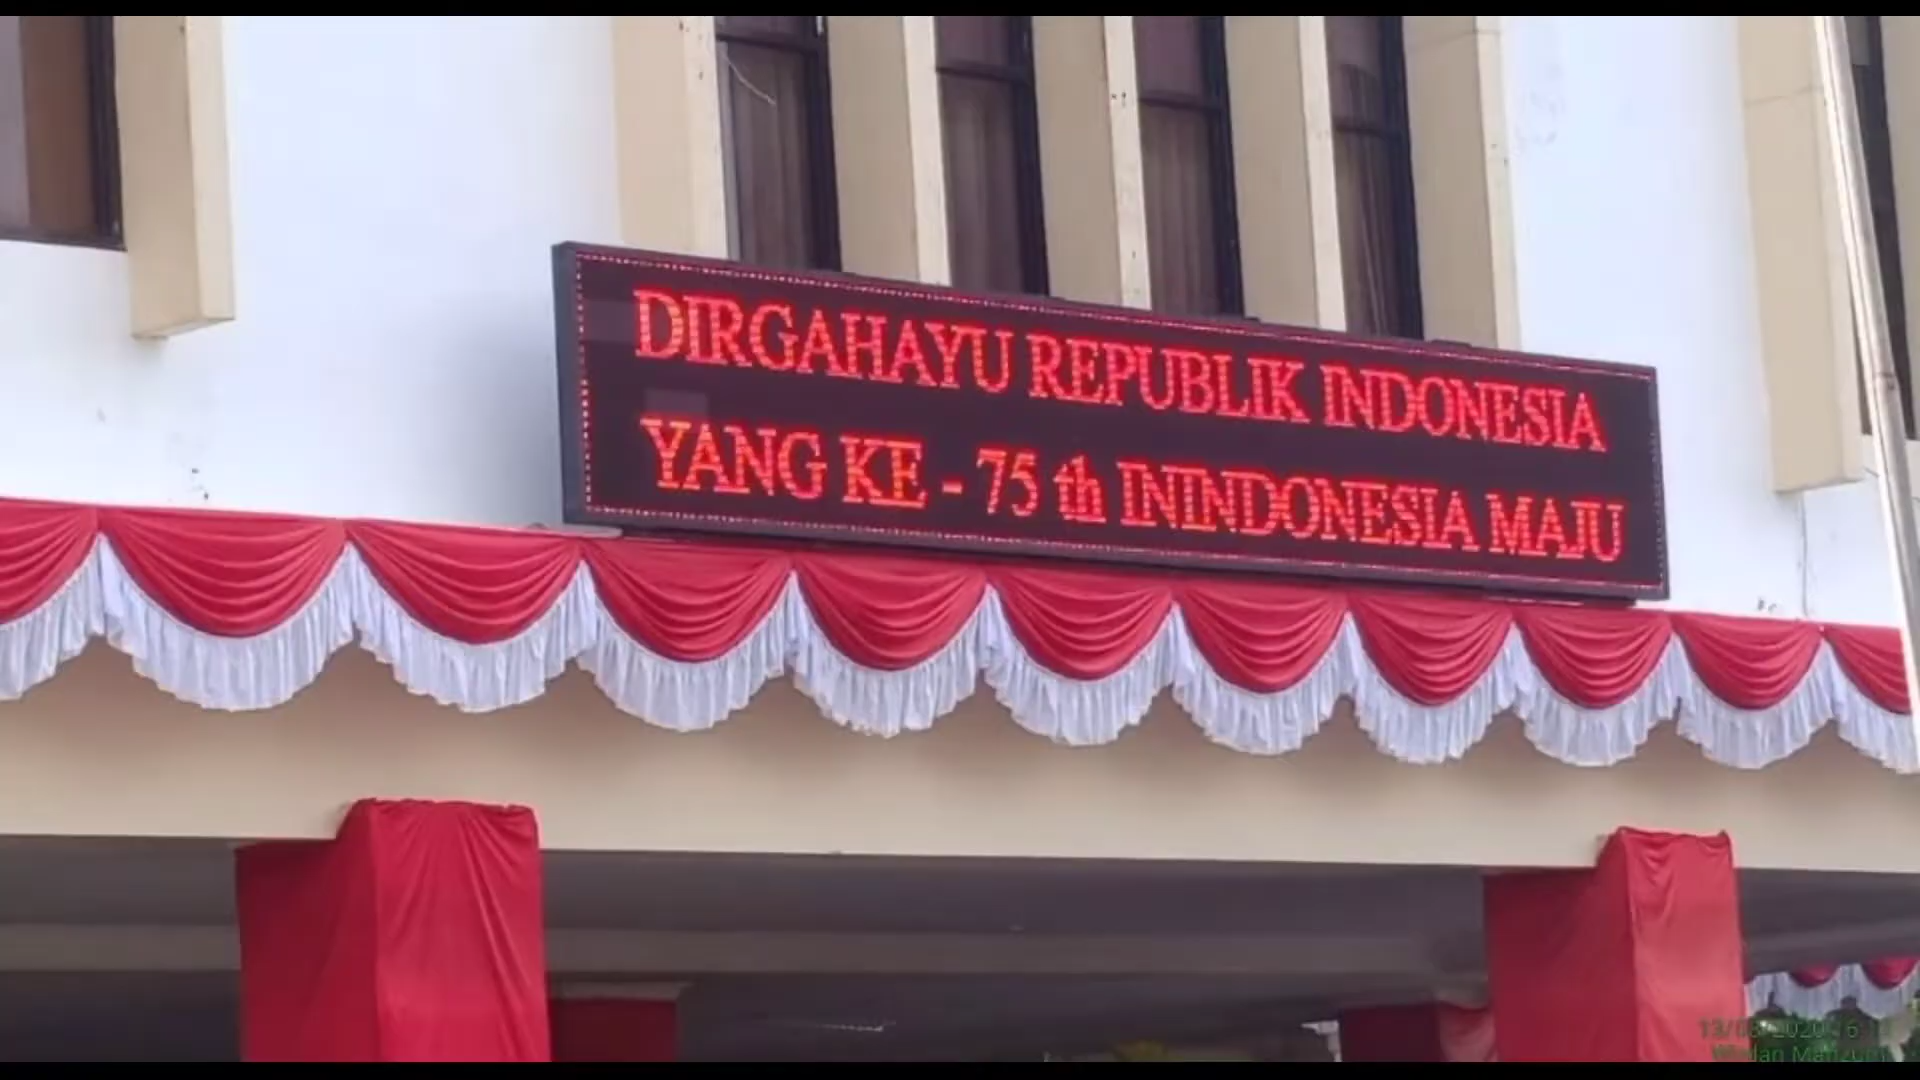 DIRGAHAYU REPUBLIK INDONESIA
YANG KE - 75 th ININDONESIA MAJU